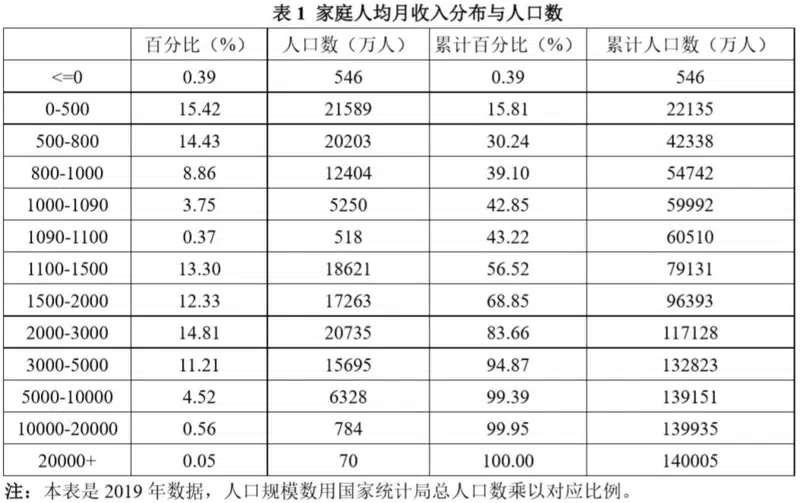 表 1 家庭人均月收入分布与人口数
百分比（%） 人口数（万人） 累计百分比（%） 累计人口数（万人）
<=0 0.39 546 0.39 546
0-500 15.42 21589 15.81 22135
500-800 14.43 20203 30.24 42338
800-1000 8.86 12404 39.10 54742
1000-1090 3.75 5250 42.85 59992
1090-1100 0.37 518 43.22 60510
1100-1500 13.30 18621 56.52 79131
1500-2000 12.33 17263 68.85 96393
2000-3000 14.81 20735 83.66 117128
3000-5000 11.21 15695 94.87 132823
5000-10000 4.52 6328 99.39 139151
10000-20000 0.56 784 99.95 139935
20000+ 0.05 70 100.00 140005
注：本表是 2019 年数据，人口规模数用国家统计局总人口数乘以对应比例。